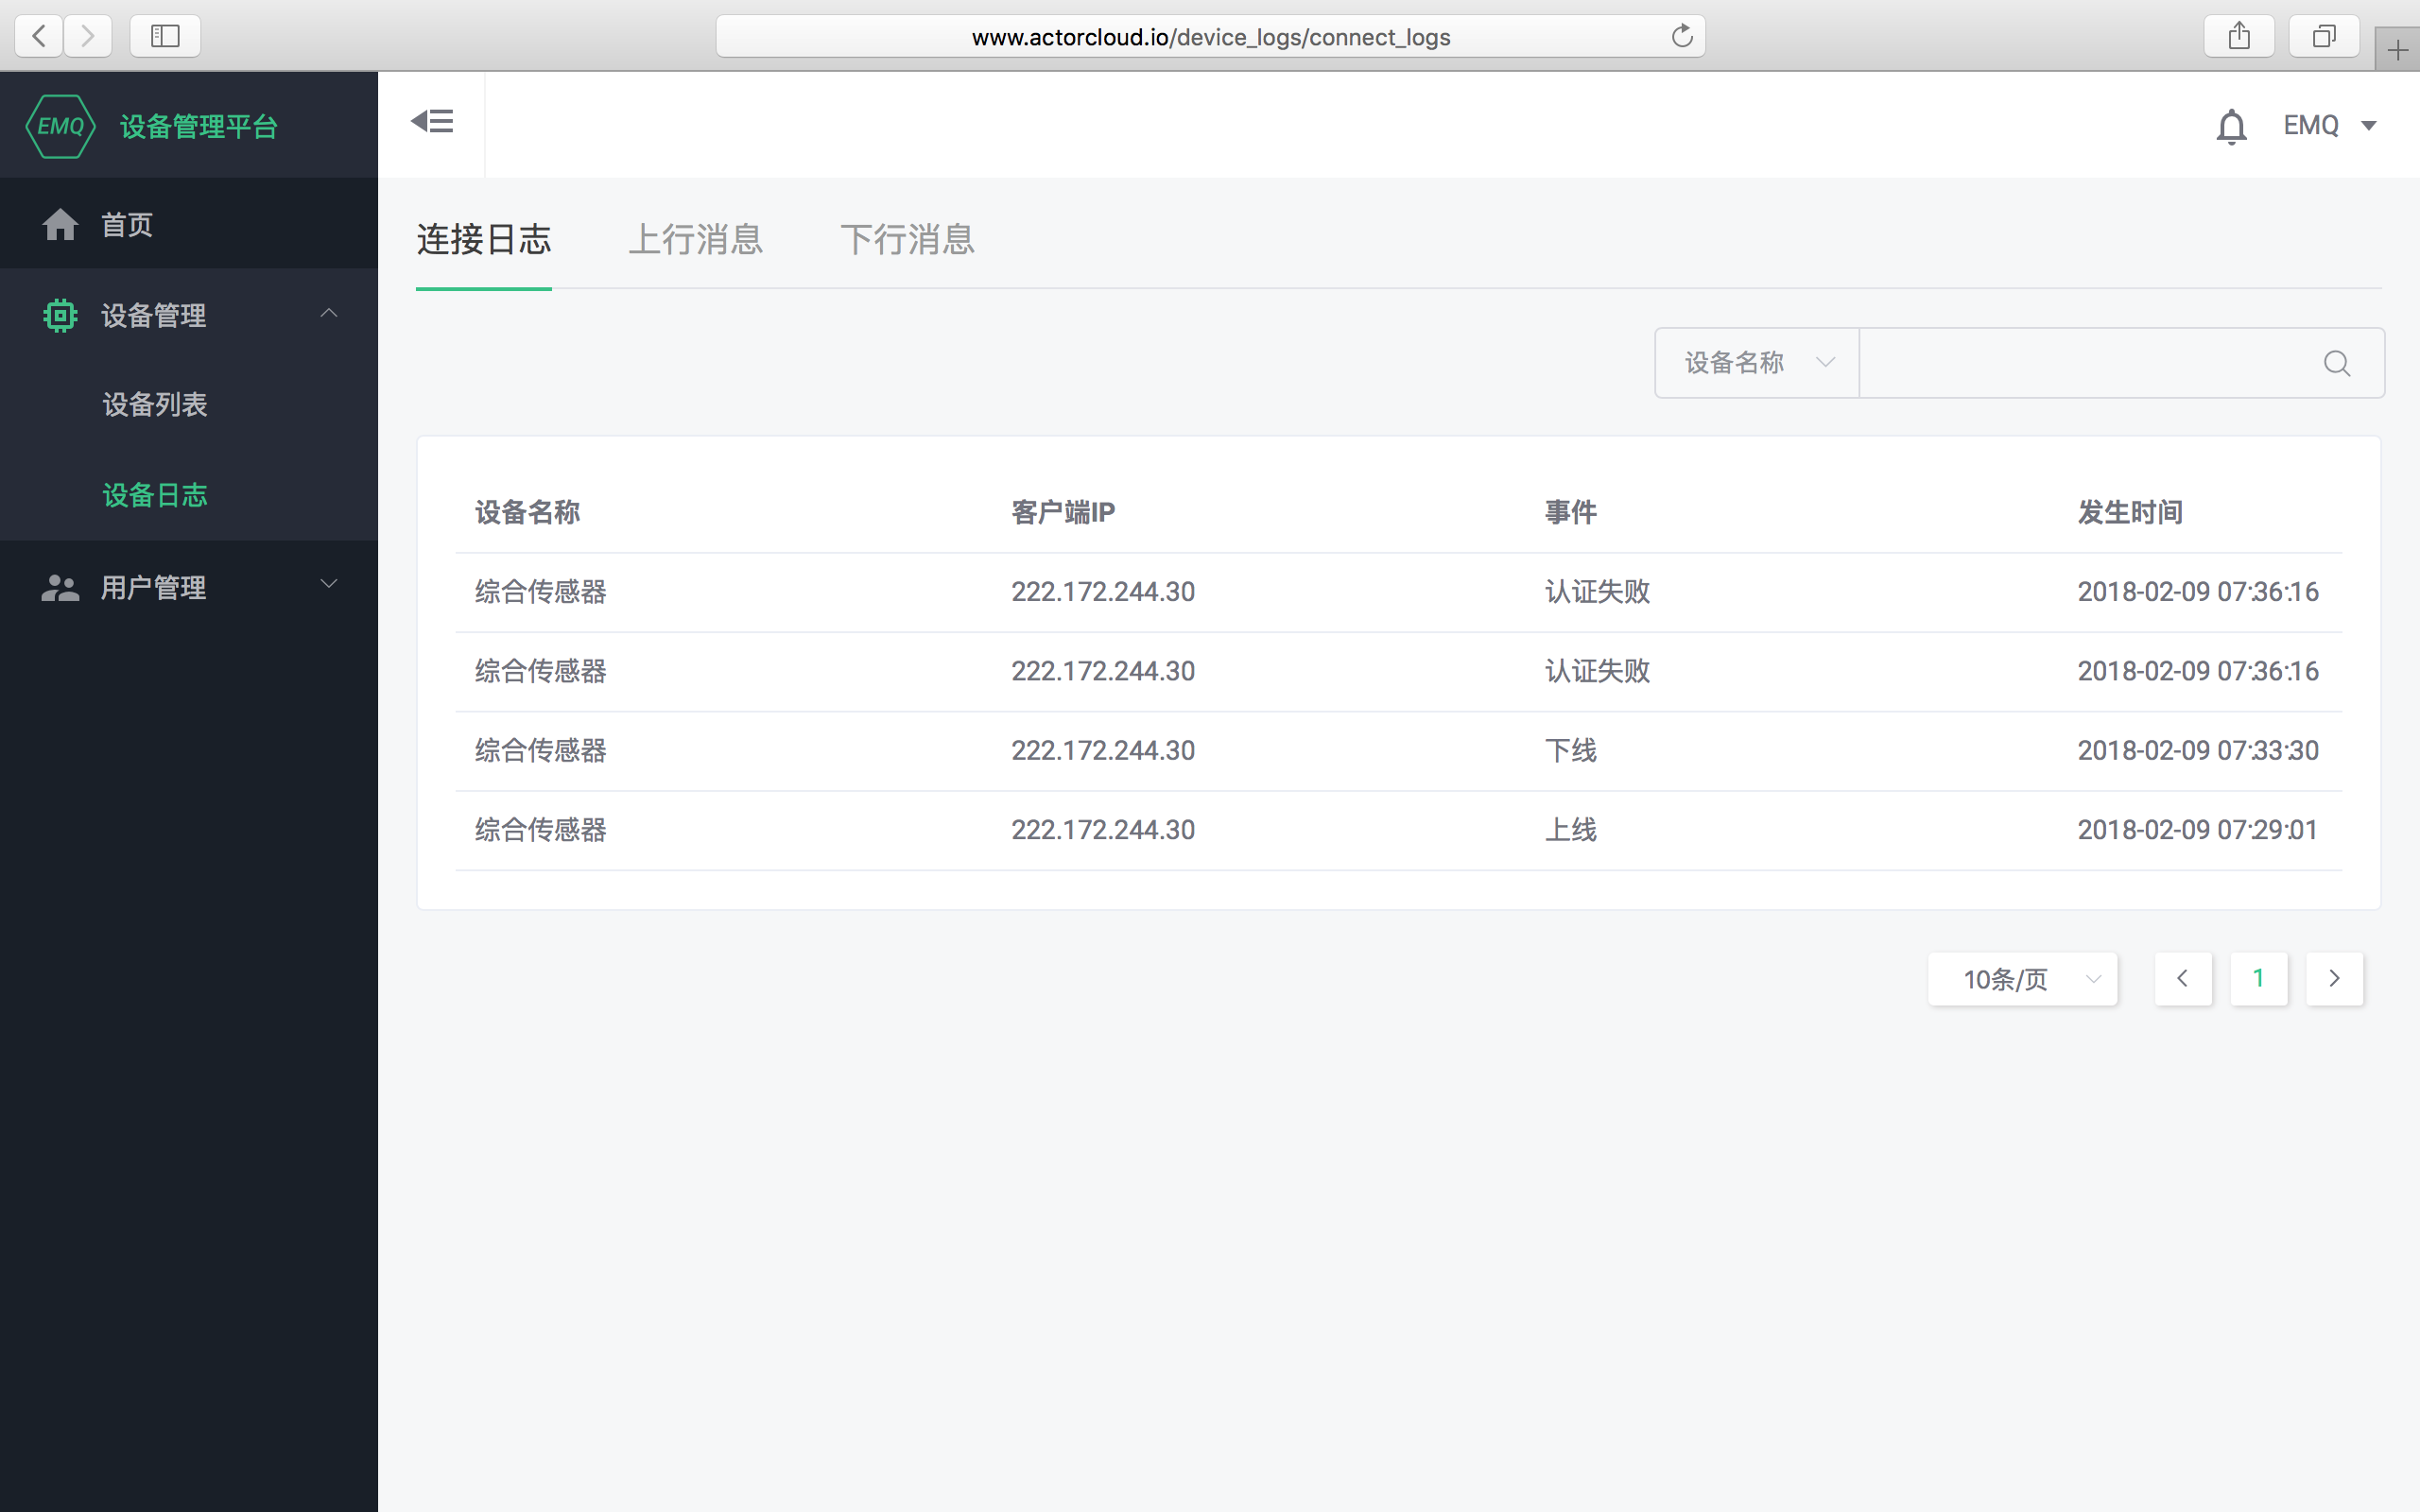 www.actorcloud.io/device_logs/connect_logs
EMQ 设备管理平台
EMQ
首页
设备管理
设备列表
设备日志
用户管理
连接日志 上行消息 下行消息
设备名称
设备名称 客户端IP 事件 发生时间
综合传感器 222.172.244.30 认证失败 2018-02-09 07:36:16
综合传感器 222.172.244.30 认证失败 2018-02-09 07:36:16
综合传感器 222.172.244.30 下线 2018-02-09 07:33:30
综合传感器 222.172.244.30 上线 2018-02-09 07:29:01
10条/页 1